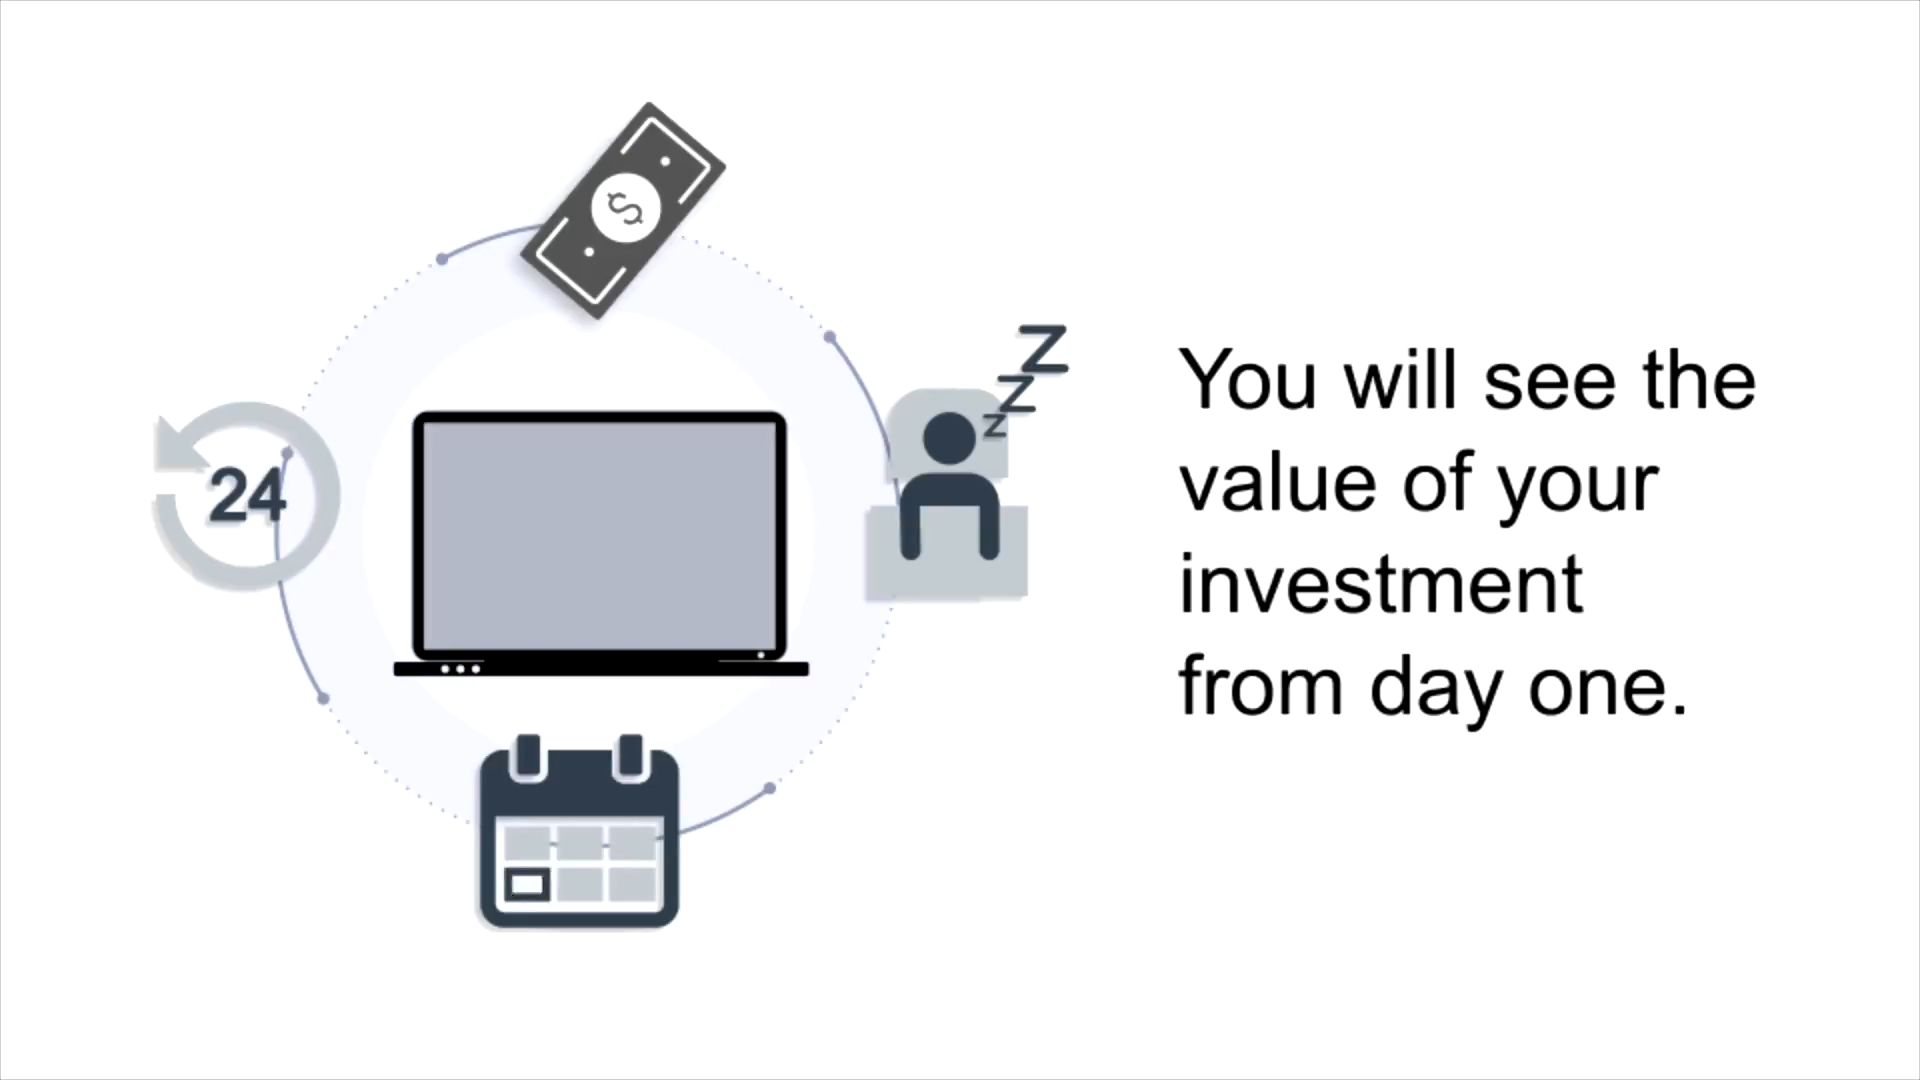 $
Z
Z
Z
24
You will see the
value of your
investment
from day one.